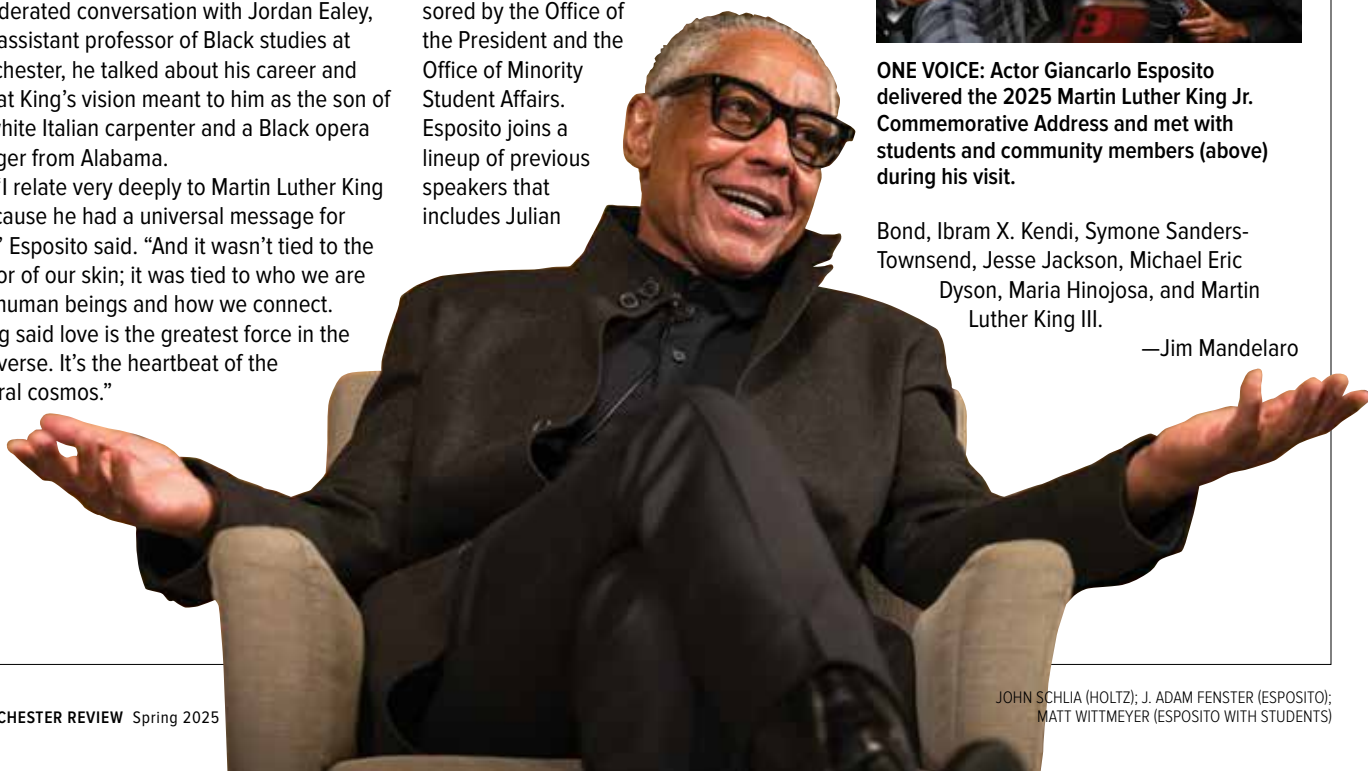 derated conversation with Jordan Ealey,
assistant professor of Black studies at
chester, he talked about his career and
at King's vision meant to him as the son of
white Italian carpenter and a Black opera
ger from Alabama.
"I relate very deeply to Martin Luther King
cause he had a universal message for
" Esposito said. "And it wasn't tied to the
or of our skin; it was tied to who we are
human beings and how we connect.
g said love is the greatest force in the
verse. It's the heartbeat of the
ral cosmos."
sored by the Office of
the President and the
Office of Minority
Student Affairs.
Esposito joins a
lineup of previous
speakers that
includes Julian
ONE VOICE: Actor Giancarlo Esposito
delivered the 2025 Martin Luther King Jr.
Commemorative Address and met with
students and community members (above)
during his visit.
Bond, Ibram X. Kendi, Symone Sanders-
Townsend, Jesse Jackson, Michael Eric
Dyson, Maria Hinojosa, and Martin
Luther King III.
—Jim Mandelaro
CHESTER REVIEW Spring 2025
JOHN SCHLIA (HOLTZ); J. ADAM FENSTER (ESPOSITO);
MATT WITTMEYER (ESPOSITO WITH STUDENTS)